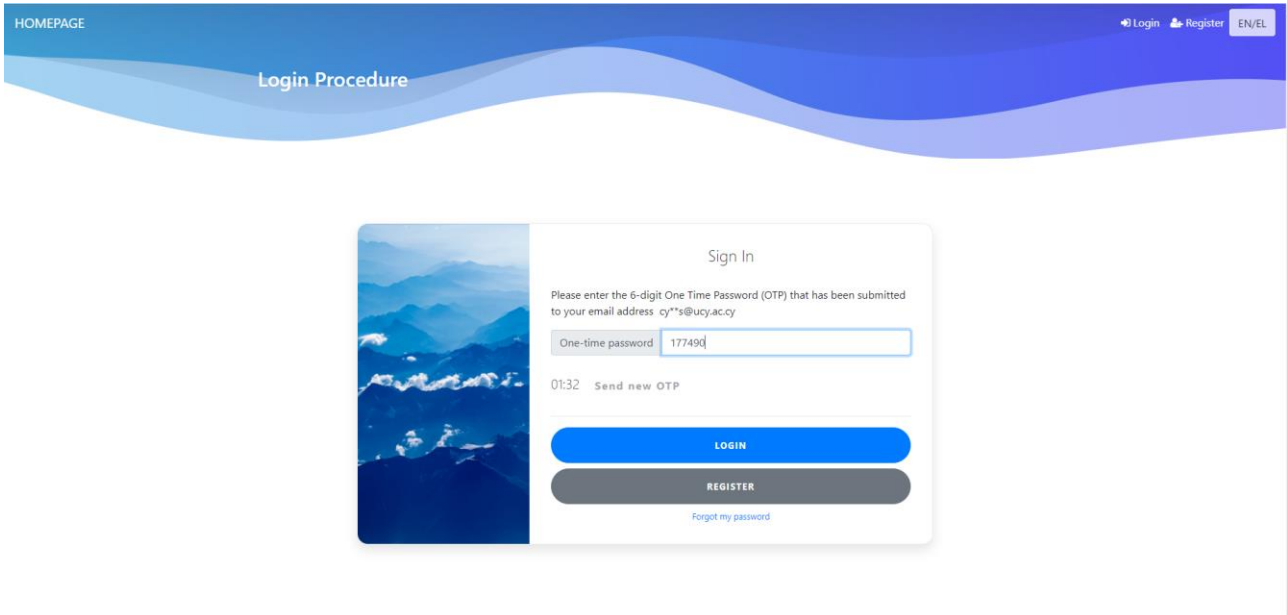 HOMEPAGE
Login Register EN/EL
Login Procedure
Sign In
Please enter the 6-digit One Time Password (OTP) that has been submitted
to your email address cy**s@ucy.ac.cy
One-time password 177490
01:32 Send new OTP
LOGIN
REGISTER
Forgot my password